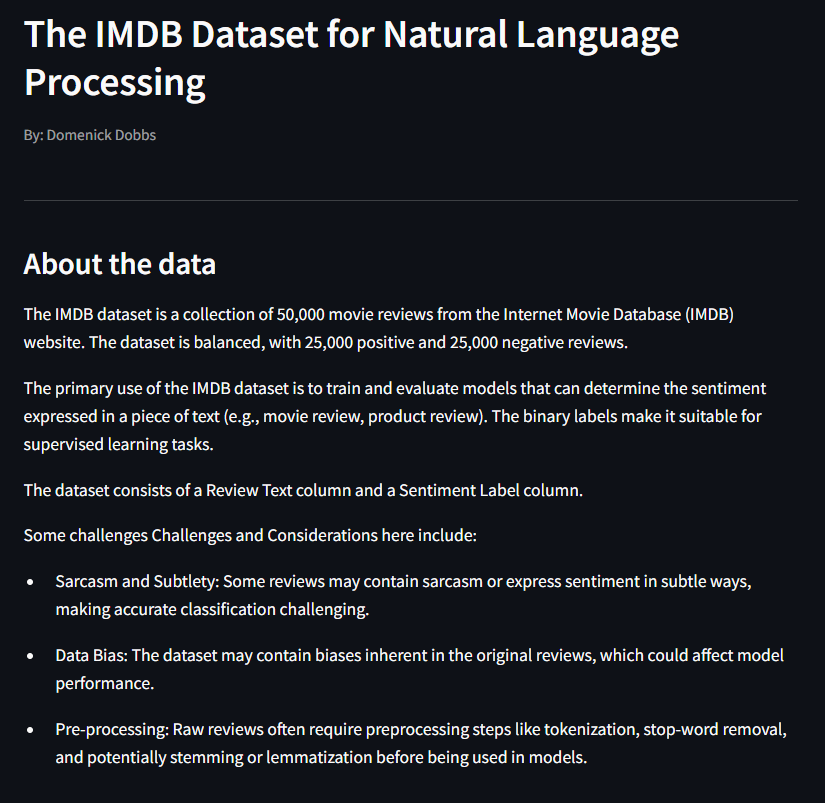 The IMDB Dataset for Natural Language
Processing
By: Domenick Dobbs
About the data
The IMDB dataset is a collection of 50,000 movie reviews from the Internet Movie Database (IMDB)
website. The dataset is balanced, with 25,000 positive and 25,000 negative reviews.
The primary use of the IMDB dataset is to train and evaluate models that can determine the sentiment
expressed in a piece of text (e.g., movie review, product review). The binary labels make it suitable for
supervised learning tasks.
The dataset consists of a Review Text column and a Sentiment Label column.
Some challenges Challenges and Considerations here include:
• Sarcasm and Subtlety: Some reviews may contain sarcasm or express sentiment in subtle ways,
making accurate classification challenging.
• Data Bias: The dataset may contain biases inherent in the original reviews, which could affect model
performance.
• Pre-processing: Raw reviews often require preprocessing steps like tokenization, stop-word removal,
and potentially stemming or lemmatization before being used in models.